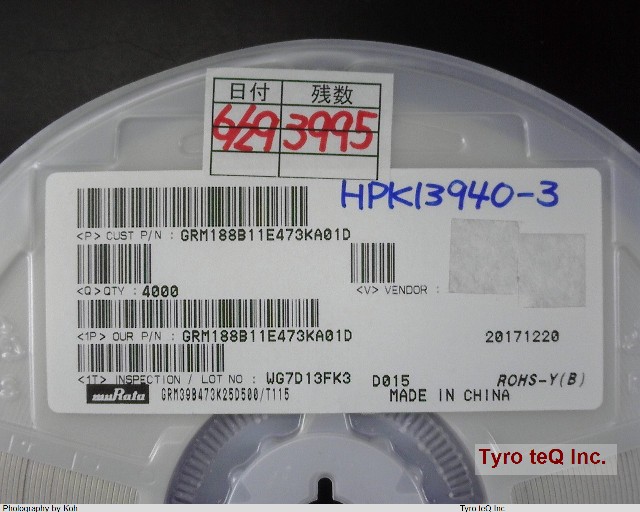 日付 残数
6/29 3995
HPK13940-3
<P> CUST P/N : GRM188B11E473KA01D
<Q> QTY : 4000 <V> VENDOR :
<1P> OUR P/N : GRM188B11E473KA01D 20171220
<1T> INSPECTION / LOT NO : WG7D13FK3 D015 ROHS-Y(B)
muRata GRM39B473K25D500/T115 MADE IN CHINA
Tyro teQ Inc.
Photography by Koh Tyro teQ Inc